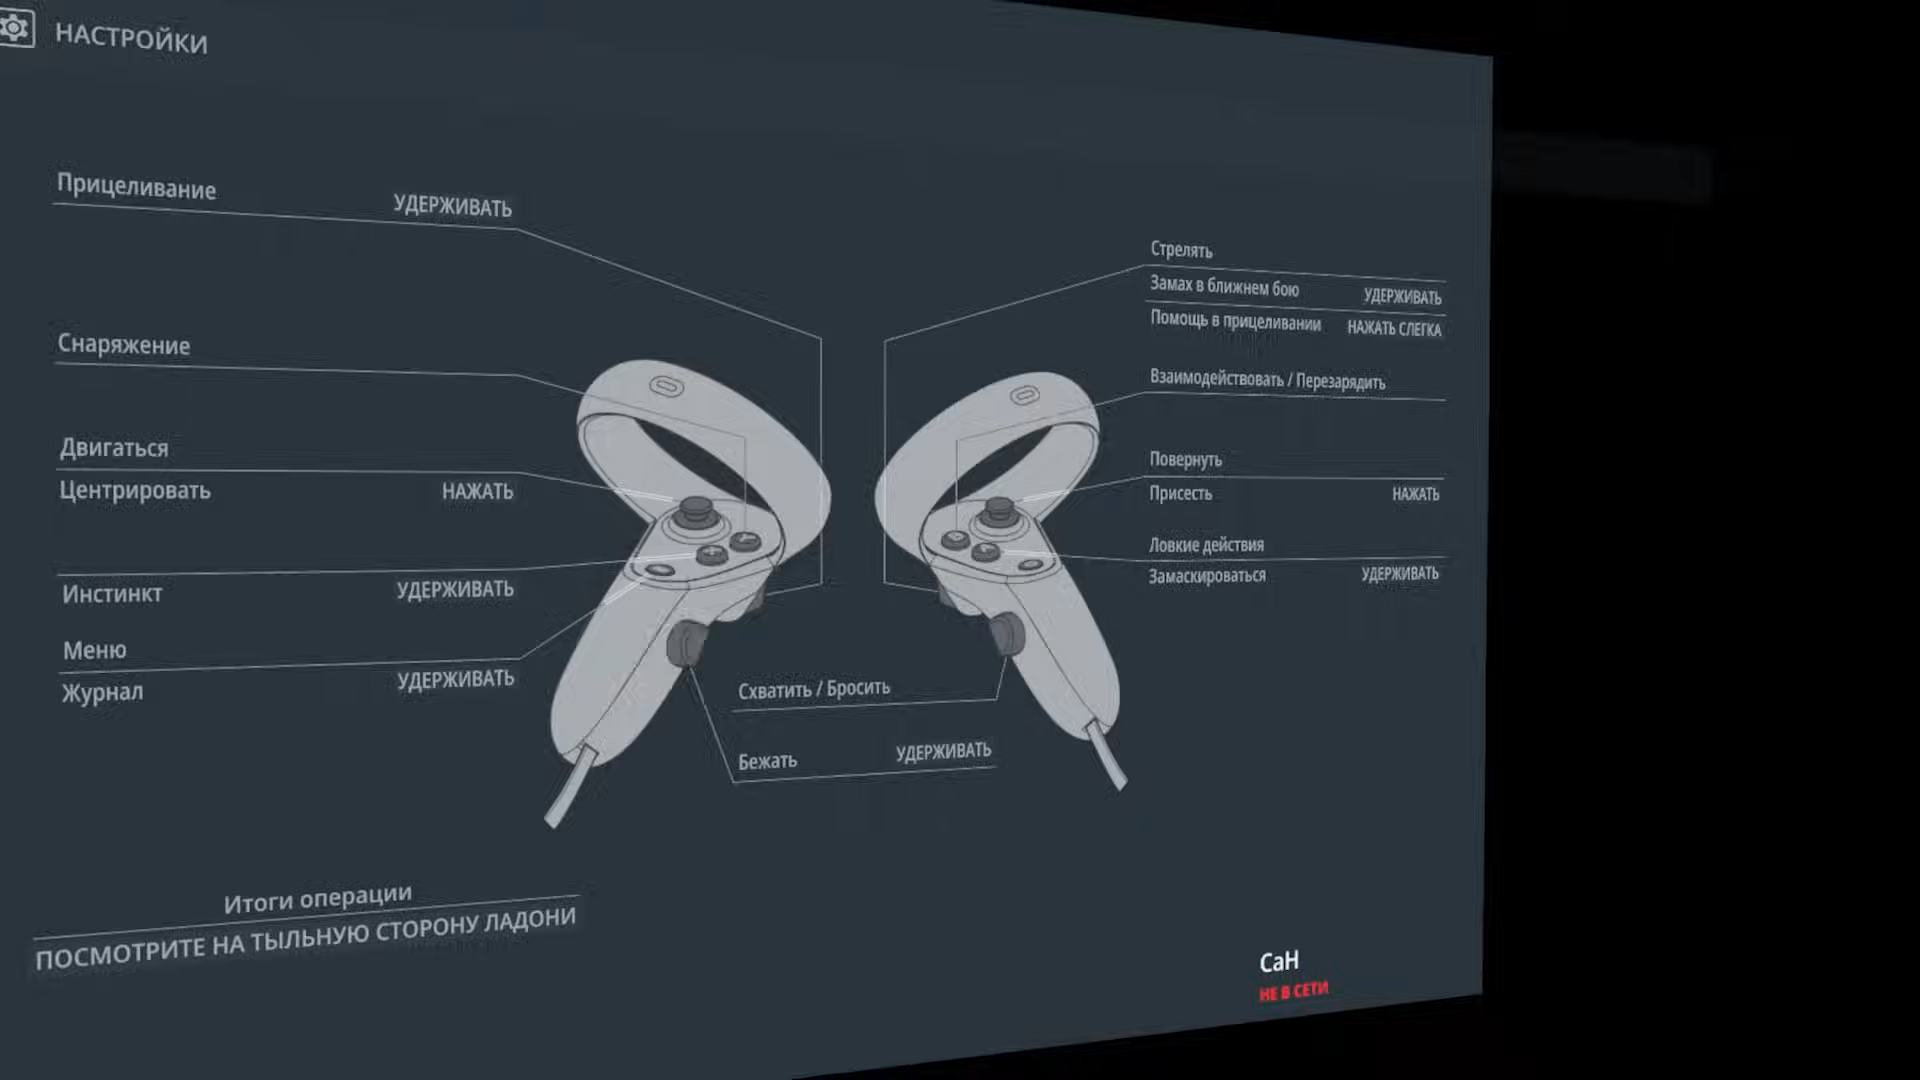 НАСТРОЙКИ
Прицеливание УДЕРЖИВАТЬ
Снаряжение
Двигаться
Центрировать НАЖАТЬ
Инстинкт УДЕРЖИВАТЬ
Меню
Журнал УДЕРЖИВАТЬ
Стрелять
Замах в ближнем бою УДЕРЖИВАТЬ
Помощь в прицеливании НАЖАТЬ СЛЕГКА
Взаимодействовать / Перезарядить
Повернуть
Присесть НАЖАТЬ
Ловкие действия
Замаскироваться УДЕРЖИВАТЬ
Схватить / Бросить
Бежать УДЕРЖИВАТЬ
Итоги операции
ПОСМОТРИТЕ НА ТЫЛЬНУЮ СТОРОНУ ЛАДОНИ
СаН
НЕ В СЕТИ